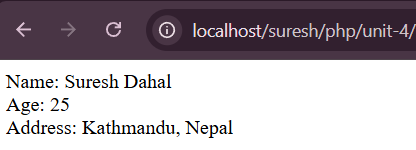 localhost/suresh/php/unit-4/
Name: Suresh Dahal
Age: 25
Address: Kathmandu, Nepal